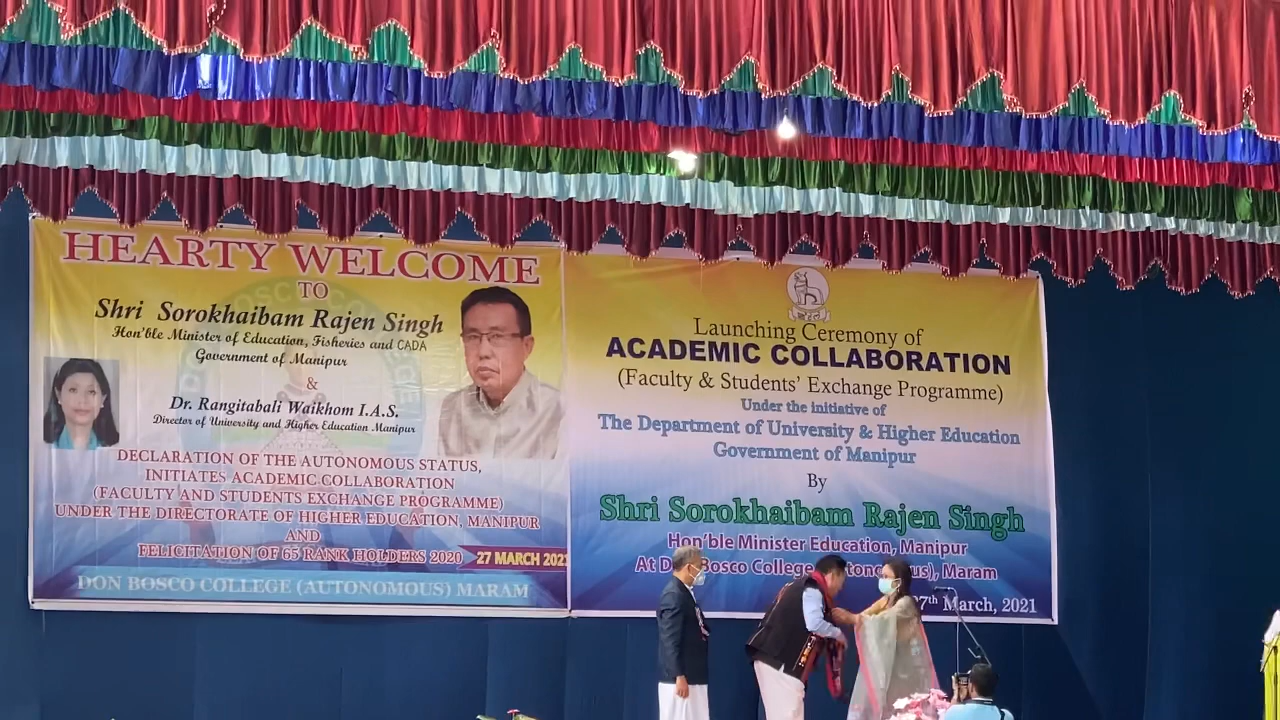 HEARTY WELCOME
TO
Shri Sorokhaibam Rajen Singh
Hon'ble Minister of Education, Fisheries and CADA
Government of Manipur
&
Dr. Rangitabali Waikhom I.A.S.
Director of University and Higher Education Manipur
DECLARATION OF THE AUTONOMOUS STATUS,
INITIATES ACADEMIC COLLABORATION
(FACULTY AND STUDENTS EXCHANGE PROGRAMME)
UNDER THE DIRECTORATE OF HIGHER EDUCATION, MANIPUR
AND
FELICITATION OF 65 RANK HOLDERS 2020
27 MARCH 2021
DON BOSCO COLLEGE (AUTONOMOUS) MARAM
Launching Ceremony of
ACADEMIC COLLABORATION
(Faculty & Students' Exchange Programme)
Under the initiative of
The Department of University & Higher Education
Government of Manipur
By
Shri Sorokhaibam Rajen Singh
Hon'ble Minister Education, Manipur
At Bosco College Maram
March, 2021